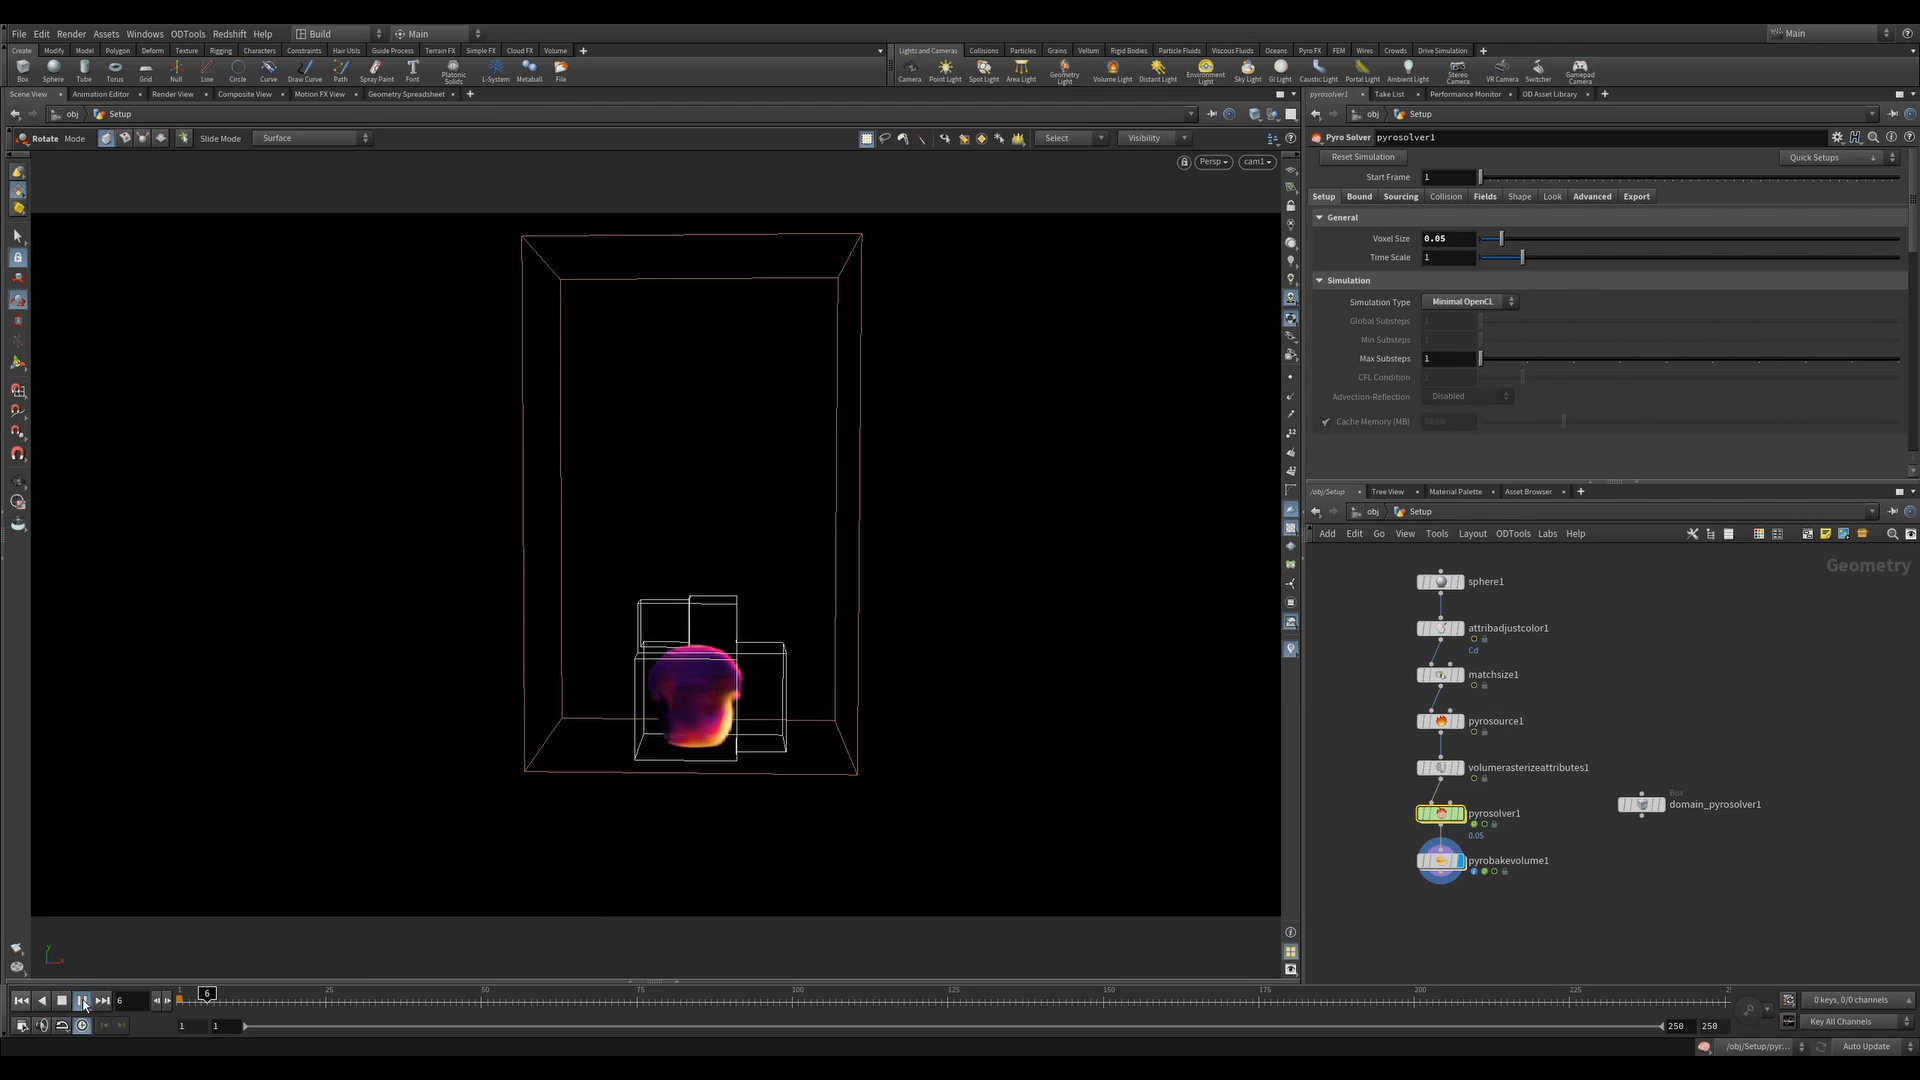 File Edit Render Assets Windows ODTools Redshift Help Build Main Main
Create Modify Model Polygon Deform Texture Rigging Characters Constraints Hair Utils Guide Process Terrain FX Simple FX Cloud FX Volume
Lights and Cameras Collisions Particles Grains Vellum Rigid Bodies Particle Fluids Viscous Fluids Oceans Pyro FX FEM Wires Crowds Drive Simulation
Box Sphere Tube Torus Grid Null Line Circle Curve Draw Curve Path Spray Paint Font Platonic Solids L-System Metaball File
Camera Point Light Spot Light Area Light Geometry Light Volume Light Distant Light Environment Light Sky Light GI Light Caustic Light Portal Light Ambient Light Stereo Camera VR Camera Switcher Gamepad Camera
Scene View Animation Editor Render View Composite View Motion FX View Geometry Spreadsheet
pyrosolver1 Take List Performance Monitor OD Asset Library
obj Setup
obj Setup
Rotate Mode Slide Mode Surface Select Visibility
Pyro Solver pyrosolver1
Persp cam1
Reset Simulation Quick Setups
Start Frame 1
Setup Bound Sourcing Collision Fields Shape Look Advanced Export
General
Voxel Size 0.05
Time Scale 1
Simulation
Simulation Type Minimal OpenCL
Global Substeps
Min Substeps
Max Substeps 1
CFL Condition
Advection-Reflection Disabled
Cache Memory (MB) 5000
/obj/Setup Tree View Material Palette Asset Browser
obj Setup
Add Edit Go View Tools Layout ODTools Labs Help
Geometry
sphere1
attribadjustcolor1
Cd
matchsize1
pyrosource1
volumerasterizeattributes1
Box
domain_pyrosolver1
pyrosolver1
0.05
pyrobakevolume1
6 1 6 25 50 75 100 125 150 175 200 225
0 keys, 0/0 channels
1 1 250 250
Key All Channels
/obj/Setup/pyr... Auto Update